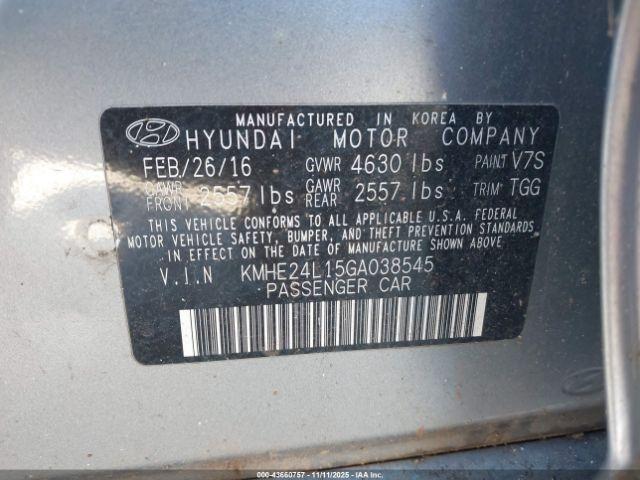 MANUFACTURED IN KOREA BY
HYUNDAI MOTOR COMPANY
FEB/26/16 GVWR 4630 lbs PAINT V7S
GAWR FRONT 2557 lbs GAWR REAR 2557 lbs TRIM TGG
THIS VEHICLE CONFORMS TO ALL APPLICABLE U.S.A. FEDERAL
MOTOR VEHICLE SAFETY, BUMPER, AND THEFT PREVENTION STANDARDS
IN EFFECT ON THE DATE OF MANUFACTURE SHOWN ABOVE.
V.I.N KMHE24L15GA038545
PASSENGER CAR
© IAA 43660757 - 11/11/2025 - IAAI.COM